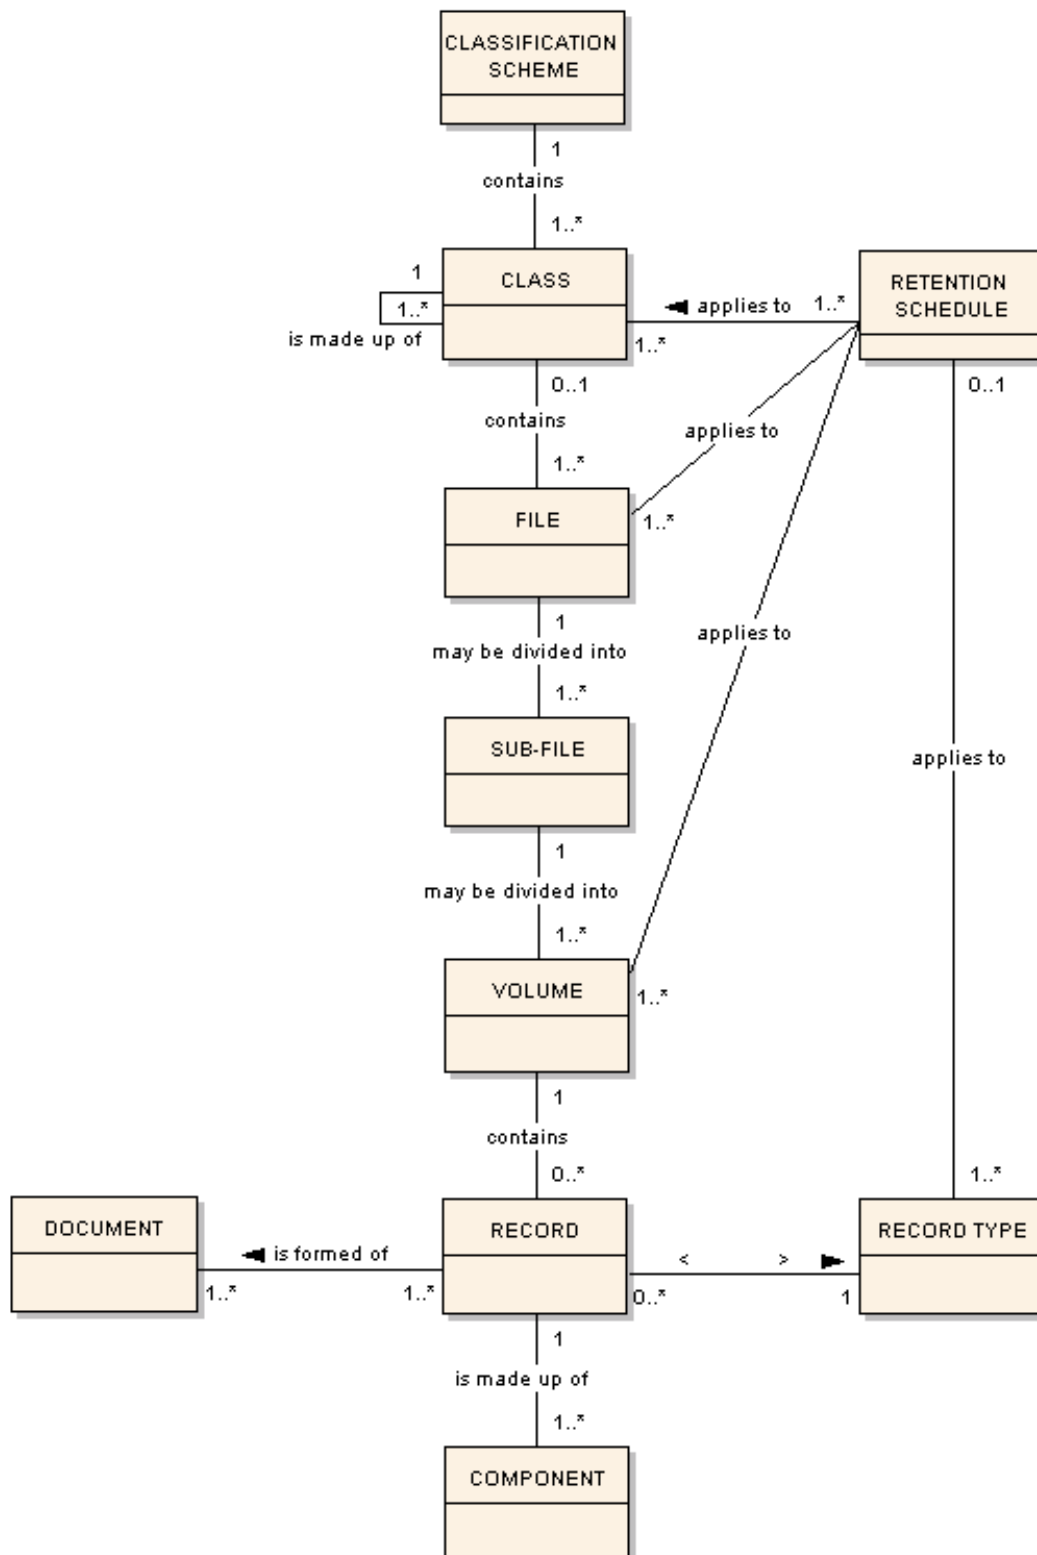 CLASSIFICATION
SCHEME
1
contains
1..*
CLASS
1
1..*
is made up of
RETENTION
SCHEDULE
applies to
1..*
1..*
0..1
0..1
contains
applies to
1..*
FILE
1..*
1
may be divided into
applies to
1..*
SUB-FILE
applies to
1
may be divided into
1..*
VOLUME
1..*
1
contains
0..*
1..*
DOCUMENT
RECORD
RECORD TYPE
is formed of
< >
1..*
1..*
0..*
1
1
is made up of
1..*
COMPONENT